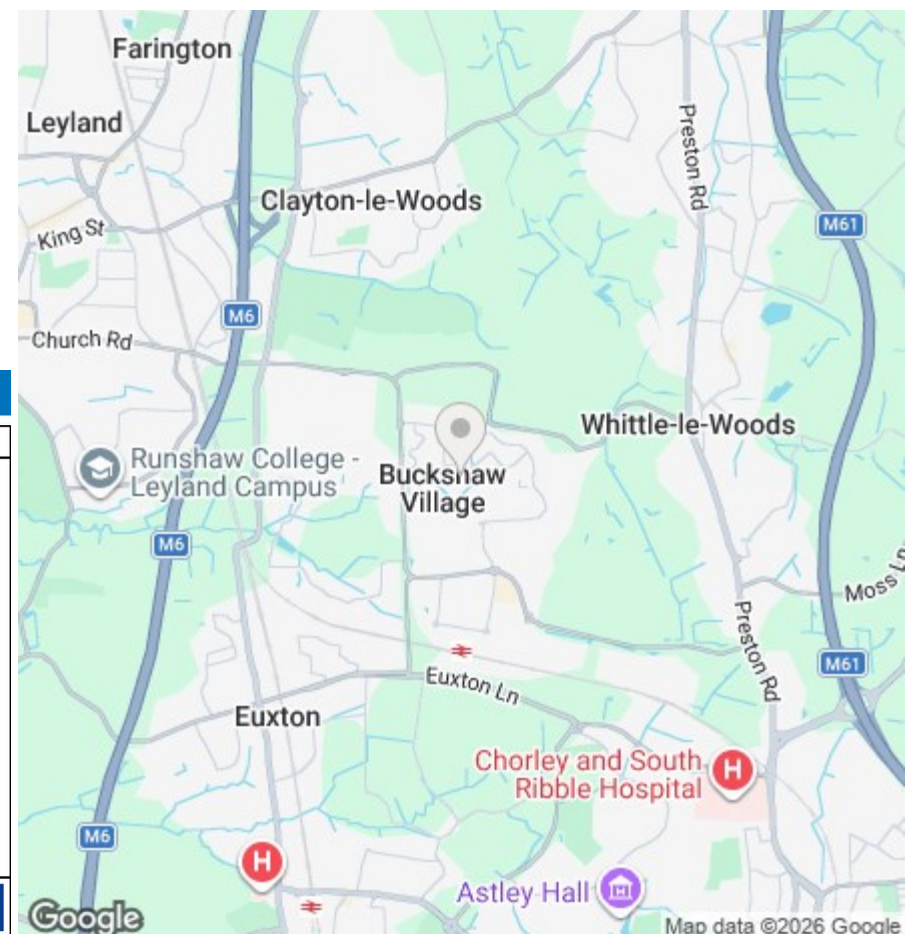 Farington
Leyland
Preston Rd
Clayton-le-Woods
King St
M61
M6
Church Rd
Whittle-le-Woods
Runshaw College -
Leyland Campus
Buckshaw
Village
M6
Moss Ln
Preston Rd
M61
Euxton Ln
Euxton
Chorley and South
Ribble Hospital
H
M6
H
Astley Hall
Google
Map data ©2026 Google